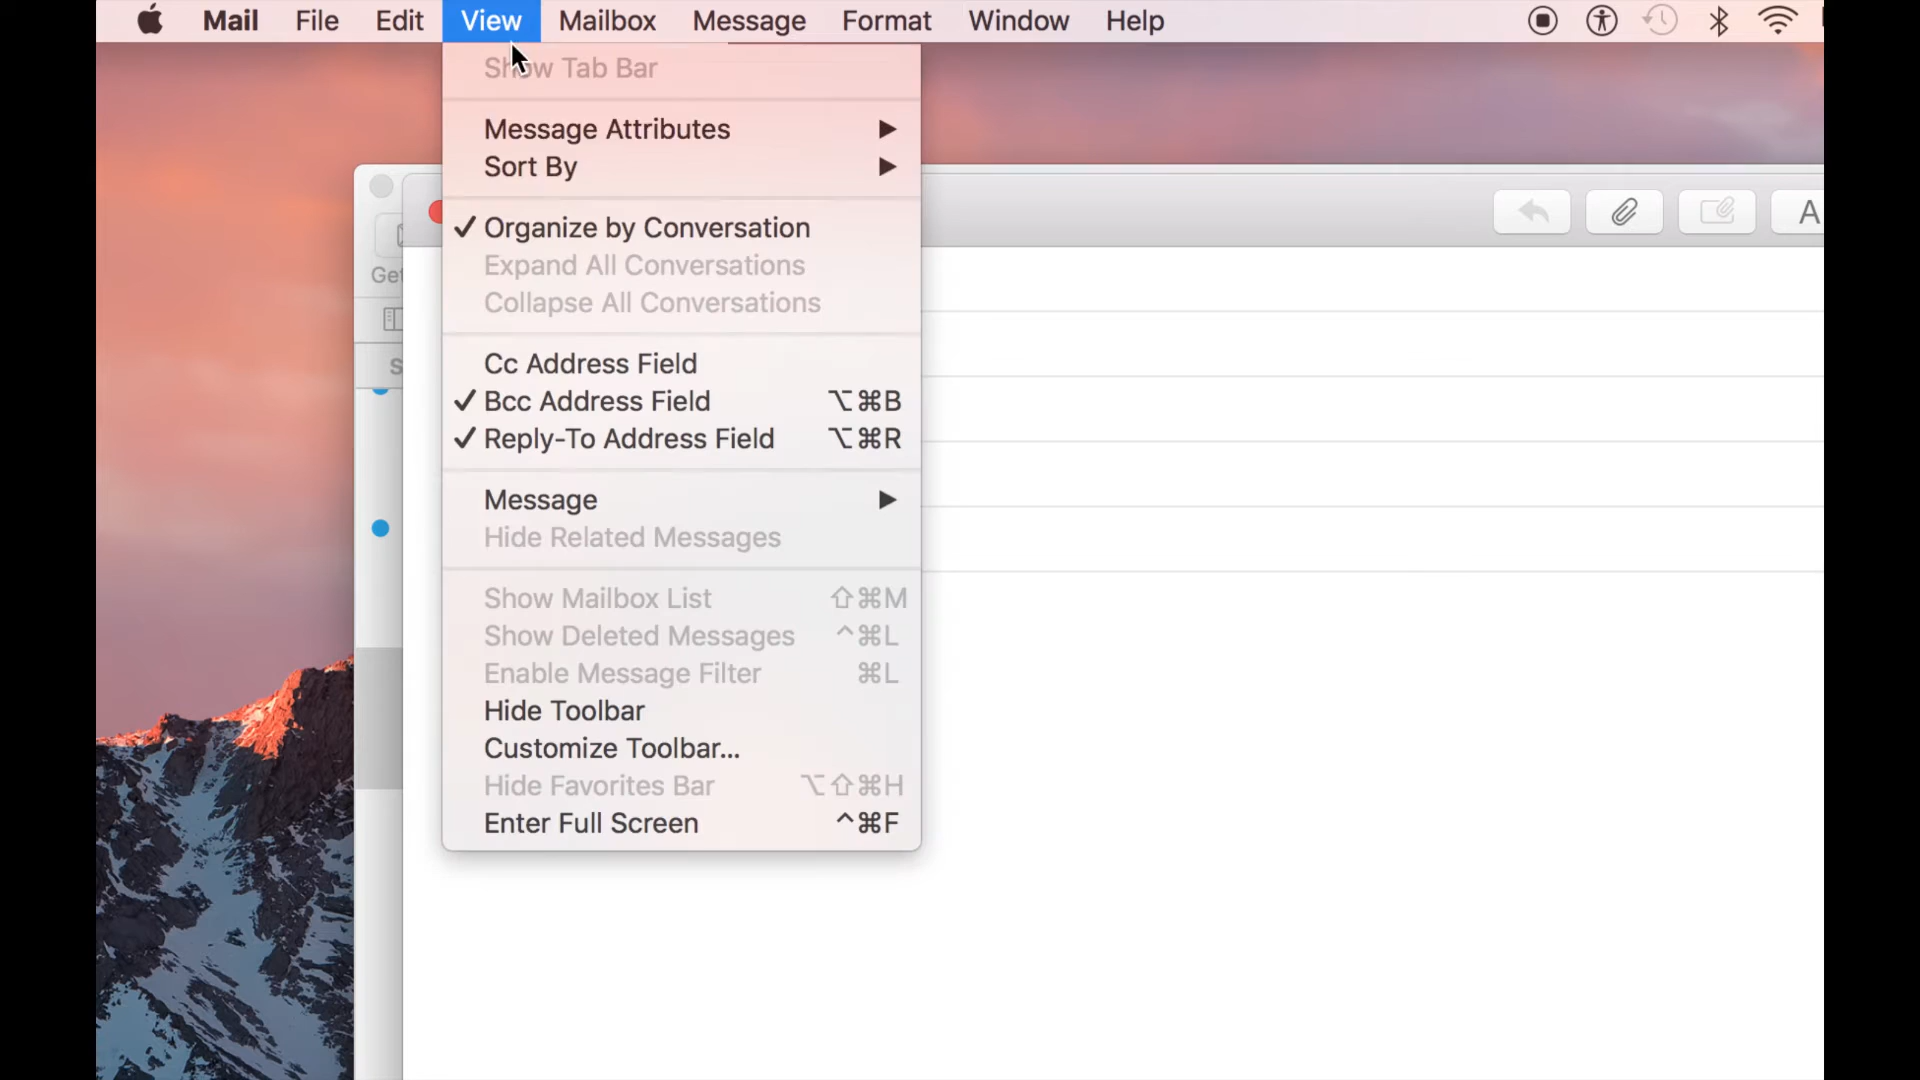 Mail File Edit View Mailbox Message Format Window Help
Show Tab Bar
Message Attributes ▶
Sort By ▶
✓ Organize by Conversation
Expand All Conversations
Collapse All Conversations
Cc Address Field
✓ Bcc Address Field ⌥⌘B
✓ Reply-To Address Field ⌥⌘R
Message ▶
Hide Related Messages
Show Mailbox List ⇧⌘M
Show Deleted Messages ^⌘L
Enable Message Filter ⌘L
Hide Toolbar
Customize Toolbar...
Hide Favorites Bar ⌥⇧⌘H
Enter Full Screen ^⌘F
Get
S
A